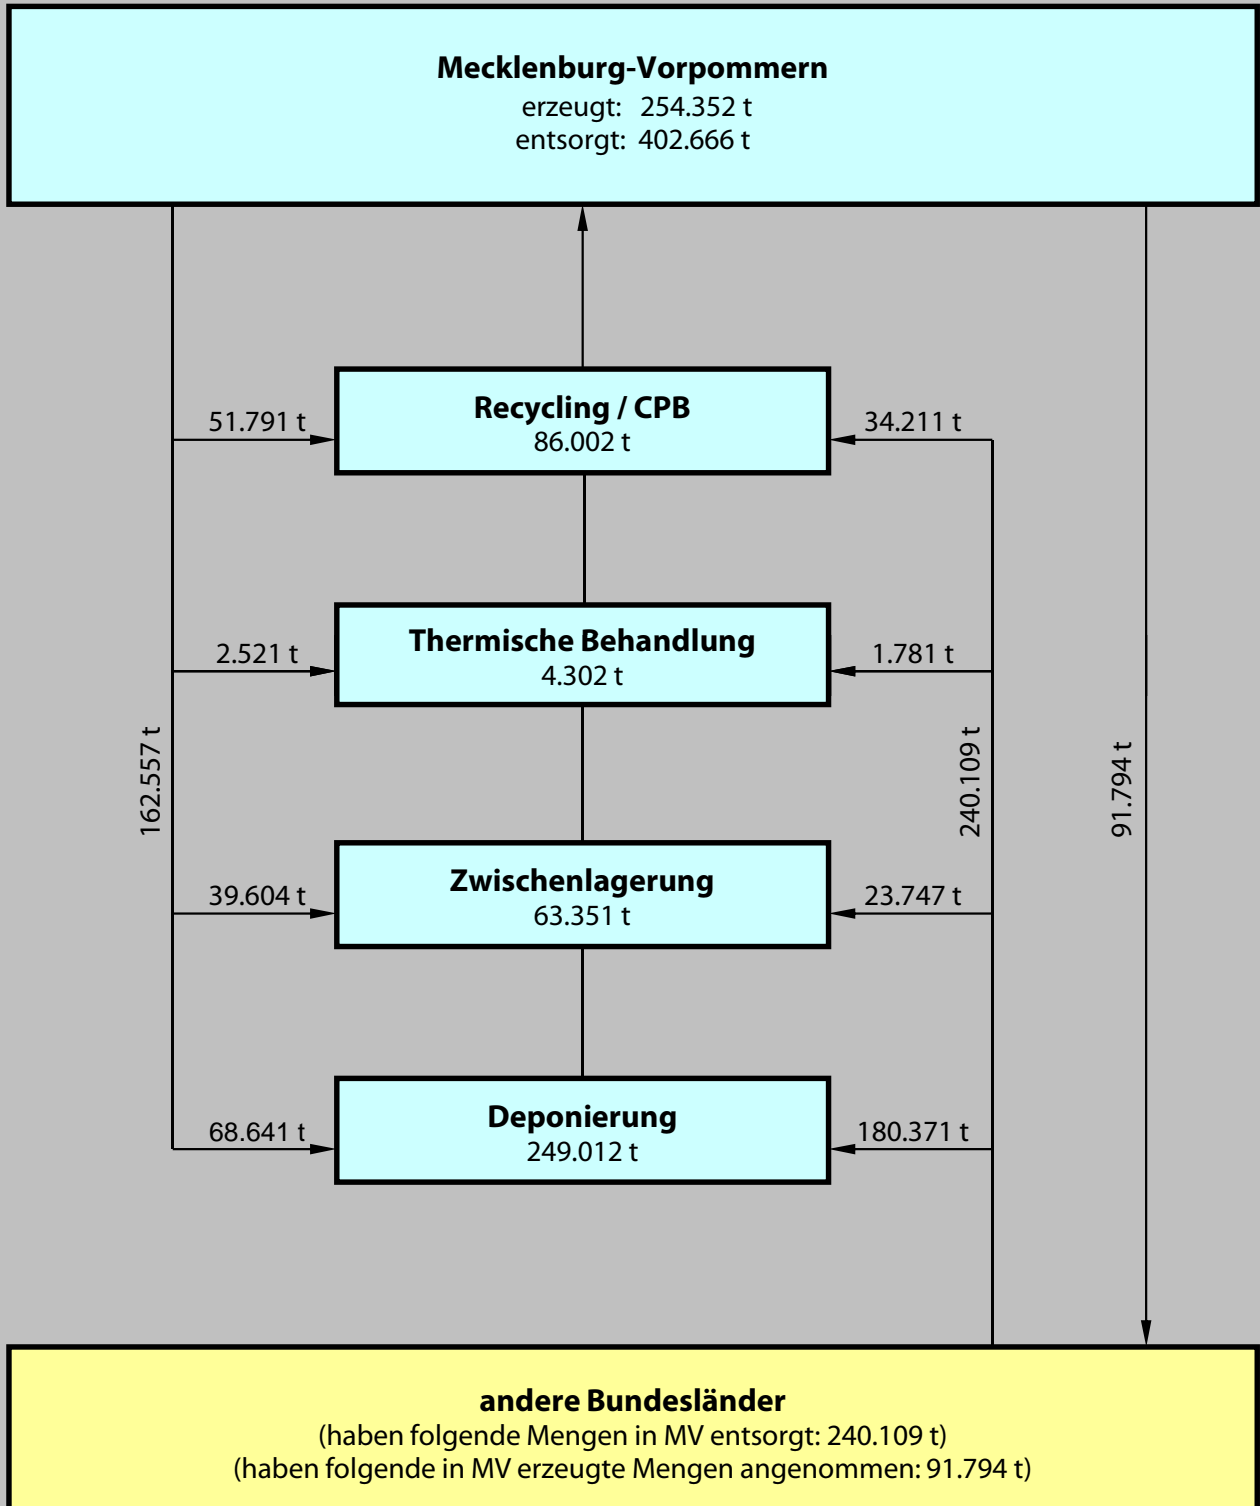 Mecklenburg-Vorpommern
erzeugt: 254.352 t
entsorgt: 402.666 t
51.791 t
Recycling / CPB
86.002 t
34.211 t
2.521 t
Thermische Behandlung
4.302 t
1.781 t
162.557 t
240.109 t
91.794 t
39.604 t
Zwischenlagerung
63.351 t
23.747 t
68.641 t
Deponierung
249.012 t
180.371 t
andere Bundesländer
(haben folgende Mengen in MV entsorgt: 240.109 t)
(haben folgende in MV erzeugte Mengen angenommen: 91.794 t)